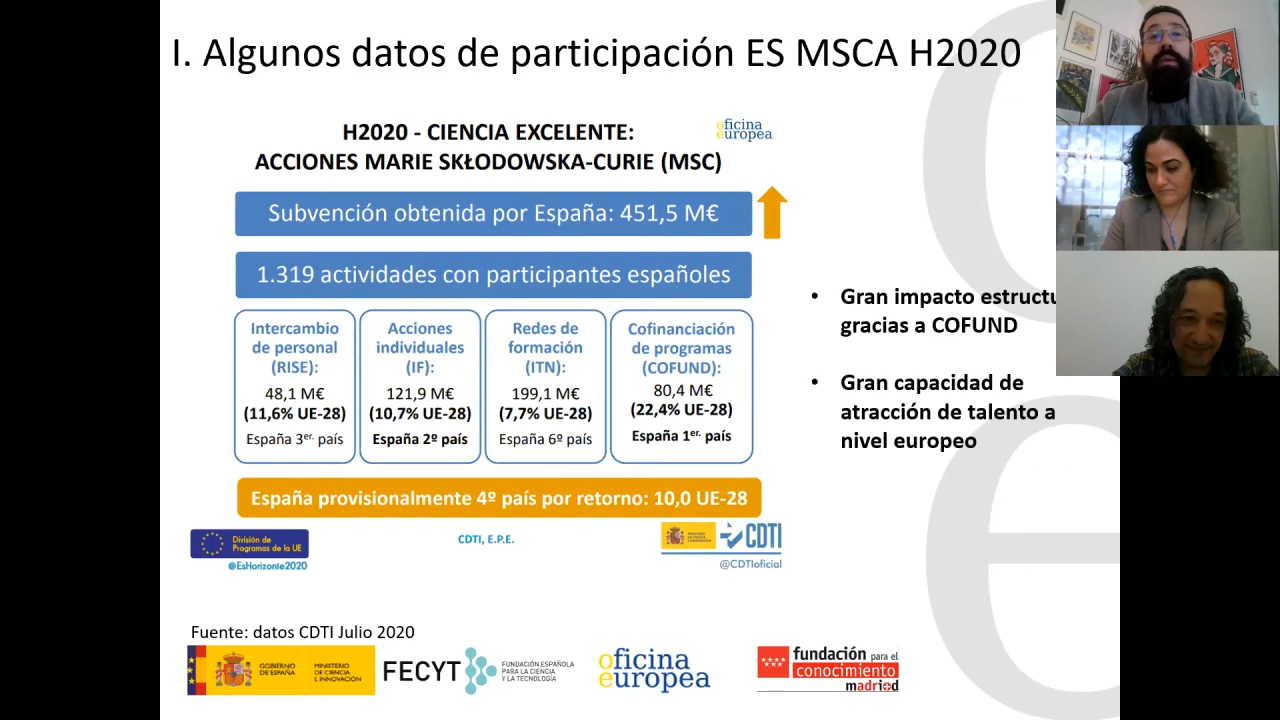 I. Algunos datos de participación ES MSCA H2020
H2020 - CIENCIA EXCELENTE:
ACCIONES MARIE SKŁODOWSKA-CURIE (MSC)
oficina
europea
Subvención obtenida por España: 451,5 M€
1.319 actividades con participantes españoles
Intercambio
de personal
(RISE):
48,1 M€
(11,6% UE-28)
España 3er. país
Acciones
individuales
(IF):
121,9 M€
(10,7% UE-28)
España 2º país
Redes de
formación
(ITN):
199,1 M€
(7,7% UE-28)
España 6º país
Cofinanciación
de programas
(COFUND):
80,4 M€
(22,4% UE-28)
España 1er. país
España provisionalmente 4º país por retorno: 10,0 UE-28
• Gran impacto estructu
gracias a COFUND
• Gran capacidad de
atracción de talento a
nivel europeo
División de
Programas de la UE
@EsHorizonte2020
CDTI, E.P.E.
CDTI
@CDTIoficial
Fuente: datos CDTI Julio 2020
GOBIERNO
DE ESPAÑA
MINISTERIO
DE CIENCIA
E INNOVACIÓN
FECYT
FUNDACIÓN ESPAÑOLA
PARA LA CIENCIA
Y LA TECNOLOGÍA
oficina
europea
fundación para el
conocimiento
madri+d